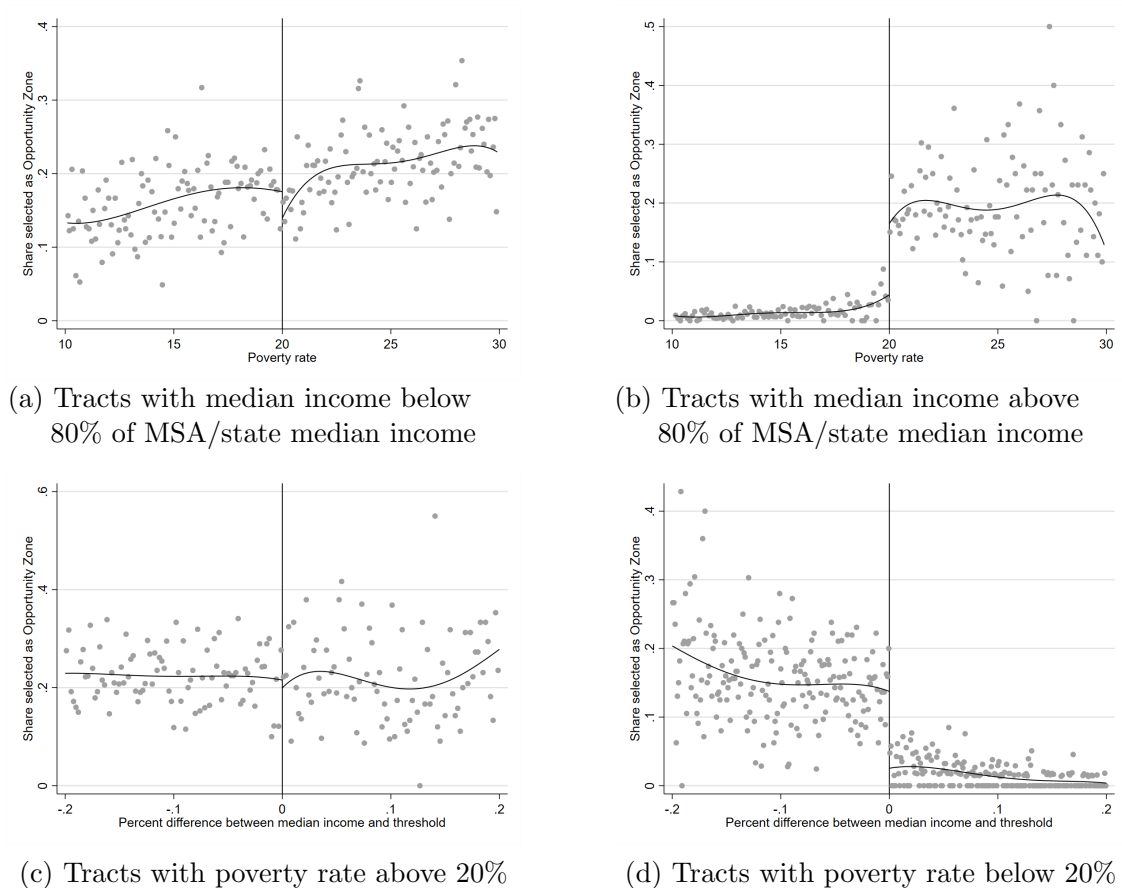 .4
.3
.2
.1
0
Share selected as Opportunity Zone
10 15 20 25 30
Poverty rate
(a) Tracts with median income below
80% of MSA/state median income
.5
.4
.3
.2
.1
0
Share selected as Opportunity Zone
10 15 20 25 30
Poverty rate
(b) Tracts with median income above
80% of MSA/state median income
.6
.4
.2
0
Share selected as Opportunity Zone
-.2 -.1 0 .1 .2
Percent difference between median income and threshold
(c) Tracts with poverty rate above 20%
.4
.3
.2
.1
0
Share selected as Opportunity Zone
-.2 -.1 0 .1 .2
Percent difference between median income and threshold
(d) Tracts with poverty rate below 20%